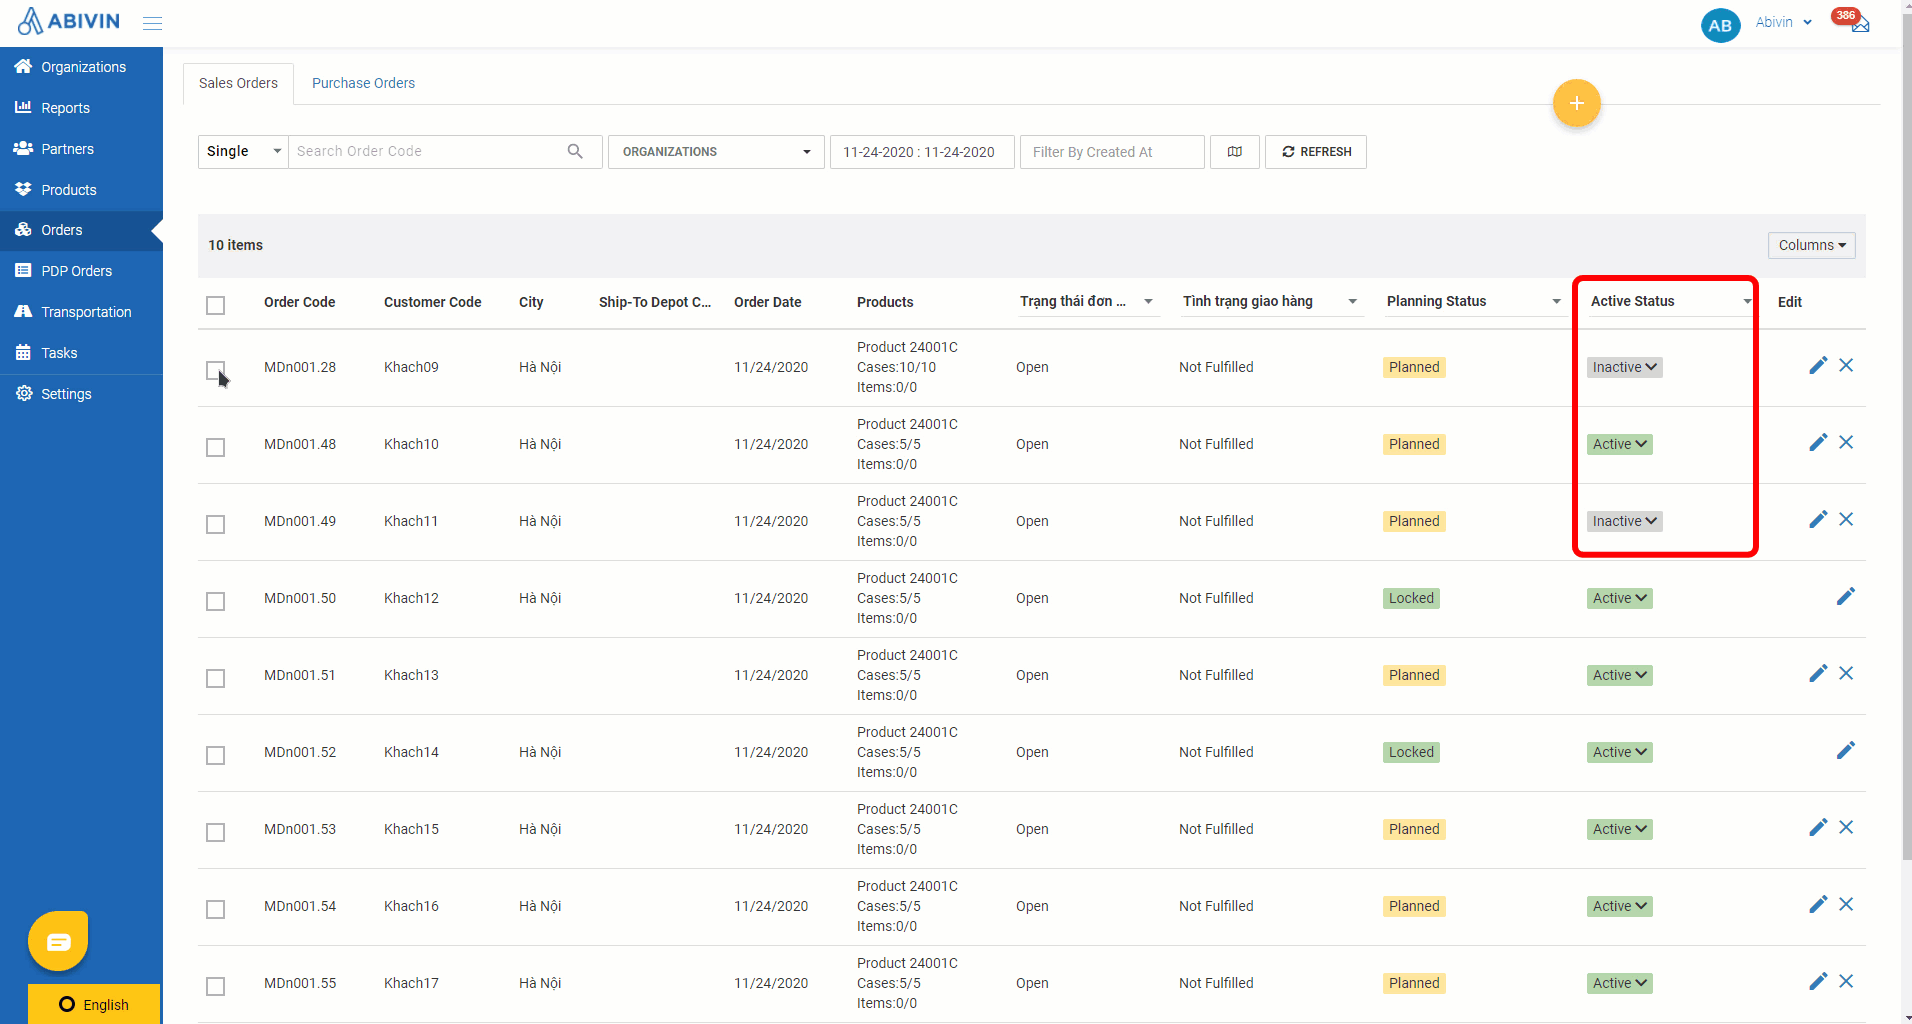 ABIVIN
AB Abivin 386
Organizations
Reports
Partners
Products
Orders
PDP Orders
Transportation
Tasks
Settings
English
Sales Orders Purchase Orders
+
Single Search Order Code ORGANIZATIONS 11-24-2020 : 11-24-2020 Filter By Created At REFRESH
10 items Columns
Order Code Customer Code City Ship-To Depot C... Order Date Products Trạng thái đơn ... Tình trạng giao hàng Planning Status Active Status Edit
Product 24001C
MDn001.28 Khach09 Hà Nội 11/24/2020 Cases:10/10 Open Not Fulfilled Planned Inactive
Items:0/0
Product 24001C
MDn001.48 Khach10 Hà Nội 11/24/2020 Cases:5/5 Open Not Fulfilled Planned Active
Items:0/0
Product 24001C
MDn001.49 Khach11 Hà Nội 11/24/2020 Cases:5/5 Open Not Fulfilled Planned Inactive
Items:0/0
Product 24001C
MDn001.50 Khach12 Hà Nội 11/24/2020 Cases:5/5 Open Not Fulfilled Locked Active
Items:0/0
Product 24001C
MDn001.51 Khach13 11/24/2020 Cases:5/5 Open Not Fulfilled Planned Active
Items:0/0
Product 24001C
MDn001.52 Khach14 Hà Nội 11/24/2020 Cases:5/5 Open Not Fulfilled Locked Active
Items:0/0
Product 24001C
MDn001.53 Khach15 Hà Nội 11/24/2020 Cases:5/5 Open Not Fulfilled Planned Active
Items:0/0
Product 24001C
MDn001.54 Khach16 Hà Nội 11/24/2020 Cases:5/5 Open Not Fulfilled Planned Active
Items:0/0
Product 24001C
MDn001.55 Khach17 Hà Nội 11/24/2020 Cases:5/5 Open Not Fulfilled Planned Active
Items:0/0